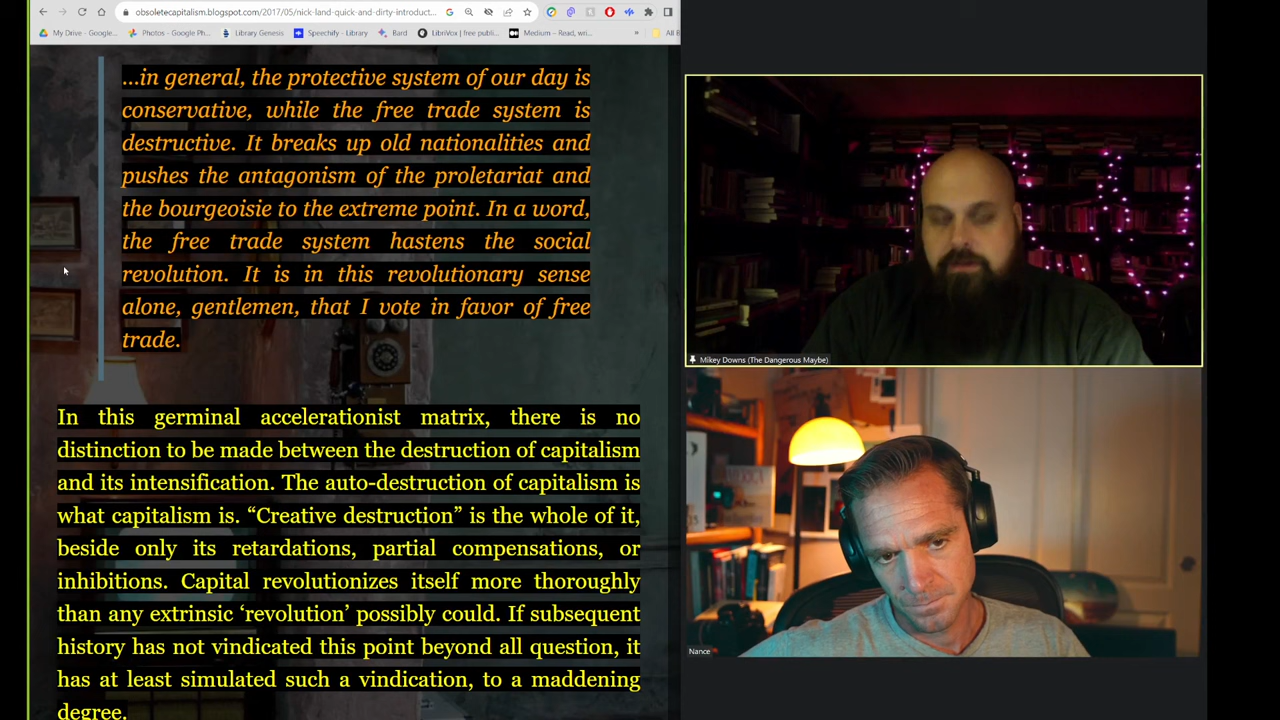 obsoletecapitalism.blogspot.com/2017/05/nick-land-quick-and-dirty-introduct...
My Drive - Google...
Photos - Google Ph...
Library Genesis
Speechify - Library
Bard
LibriVox | free publi...
Medium – Read, wri...
»
All B
...in general, the protective system of our day is
conservative, while the free trade system is
destructive. It breaks up old nationalities and
pushes the antagonism of the proletariat and
the bourgeoisie to the extreme point. In a word,
the free trade system hastens the social
revolution. It is in this revolutionary sense
alone, gentlemen, that I vote in favor of free
trade.
In this germinal accelerationist matrix, there is no
distinction to be made between the destruction of capitalism
and its intensification. The auto-destruction of capitalism is
what capitalism is. “Creative destruction” is the whole of it,
beside only its retardations, partial compensations, or
inhibitions. Capital revolutionizes itself more thoroughly
than any extrinsic ‘revolution’ possibly could. If subsequent
history has not vindicated this point beyond all question, it
has at least simulated such a vindication, to a maddening
degree.
Mikey Downs (The Dangerous Maybe)
Nance